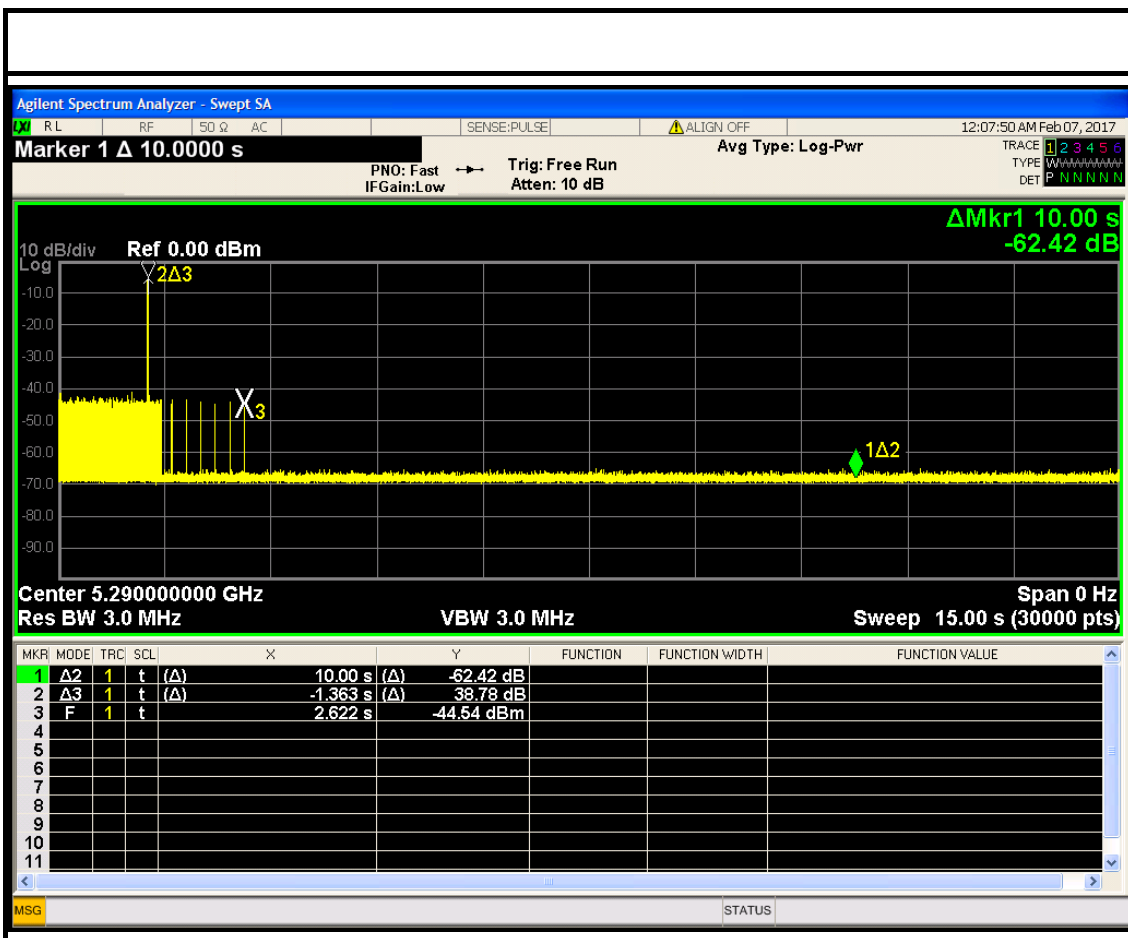 Agilent Spectrum Analyzer - Swept SA
LXI RL RF 50 Ω AC SENSE:PULSE ALIGN OFF 12:07:50 AM Feb 07, 2017
Marker 1 Δ 10.0000 s
PNO: Fast
IFGain:Low
Trig: Free Run
Atten: 10 dB
Avg Type: Log-Pwr
TRACE 1 2 3 4 5 6
TYPE
DET P N N N N N
ΔMkr1 10.00 s
-62.42 dB
10 dB/div Ref 0.00 dBm
Log
2Δ3
-10.0
-20.0
-30.0
-40.0
3
-50.0
-60.0
1Δ2
-70.0
-80.0
-90.0
Center 5.290000000 GHz Span 0 Hz
Res BW 3.0 MHz VBW 3.0 MHz Sweep 15.00 s (30000 pts)
MKR MODE TRC SCL X Y FUNCTION FUNCTION WIDTH FUNCTION VALUE
1 Δ2 1 t (Δ) 10.00 s (Δ) -62.42 dB
2 Δ3 1 t (Δ) -1.363 s (Δ) 38.78 dB
3 F 1 t 2.622 s -44.54 dBm
4
5
6
7
8
9
10
11
MSG STATUS